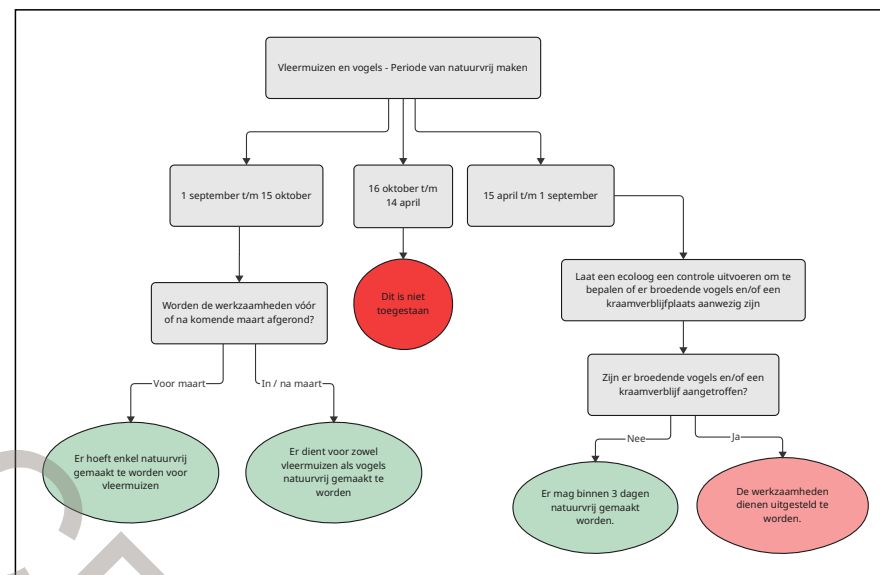 Vleermuizen en vogels - Periode van natuurvrij maken
1 september t/m 15 oktober
16 oktober t/m
14 april
15 april t/m 1 september
Dit is niet
toegestaan
Laat een ecoloog een controle uitvoeren om te
bepalen of er broedende vogels en/of een
kraamverblijfplaats aanwezig zijn
Worden de werkzaamheden vóór
of na komende maart afgerond?
Zijn er broedende vogels en/of een
kraamverblijf aangetroffen?
Voor maart
In / na maart
Nee
Ja
Er hoeft enkel natuurvrij
gemaakt te worden voor
vleermuizen
Er dient voor zowel
vleermuizen als vogels
natuurvrij gemaakt te
worden
Er mag binnen 3 dagen
natuurvrij gemaakt
worden.
De werkzaamheden
dienen uitgesteld te
worden.